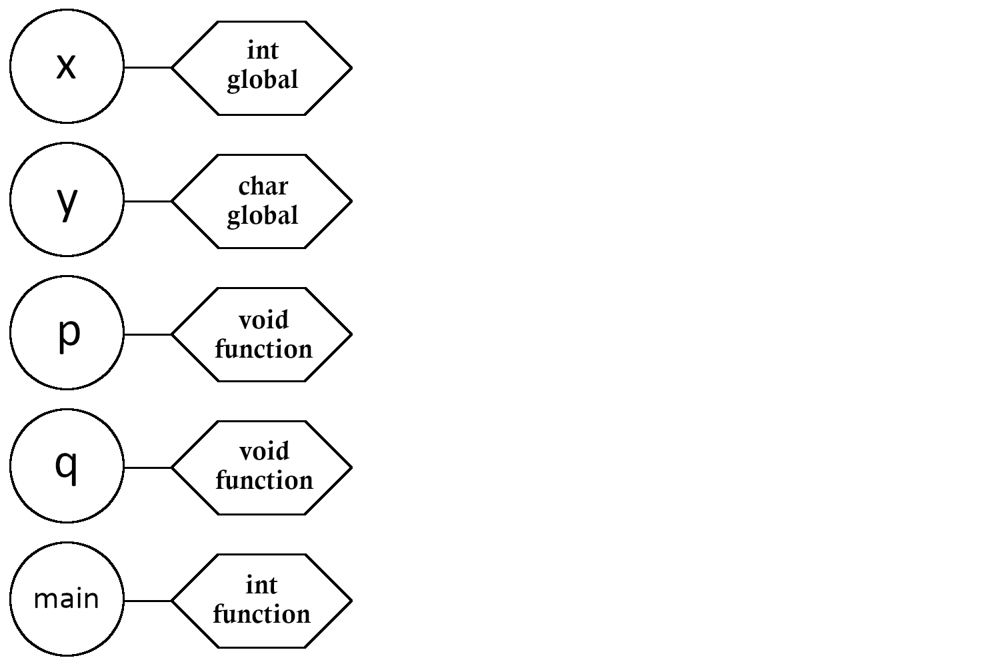 x
int
global
y
char
global
p
void
function
q
void
function
main
int
function